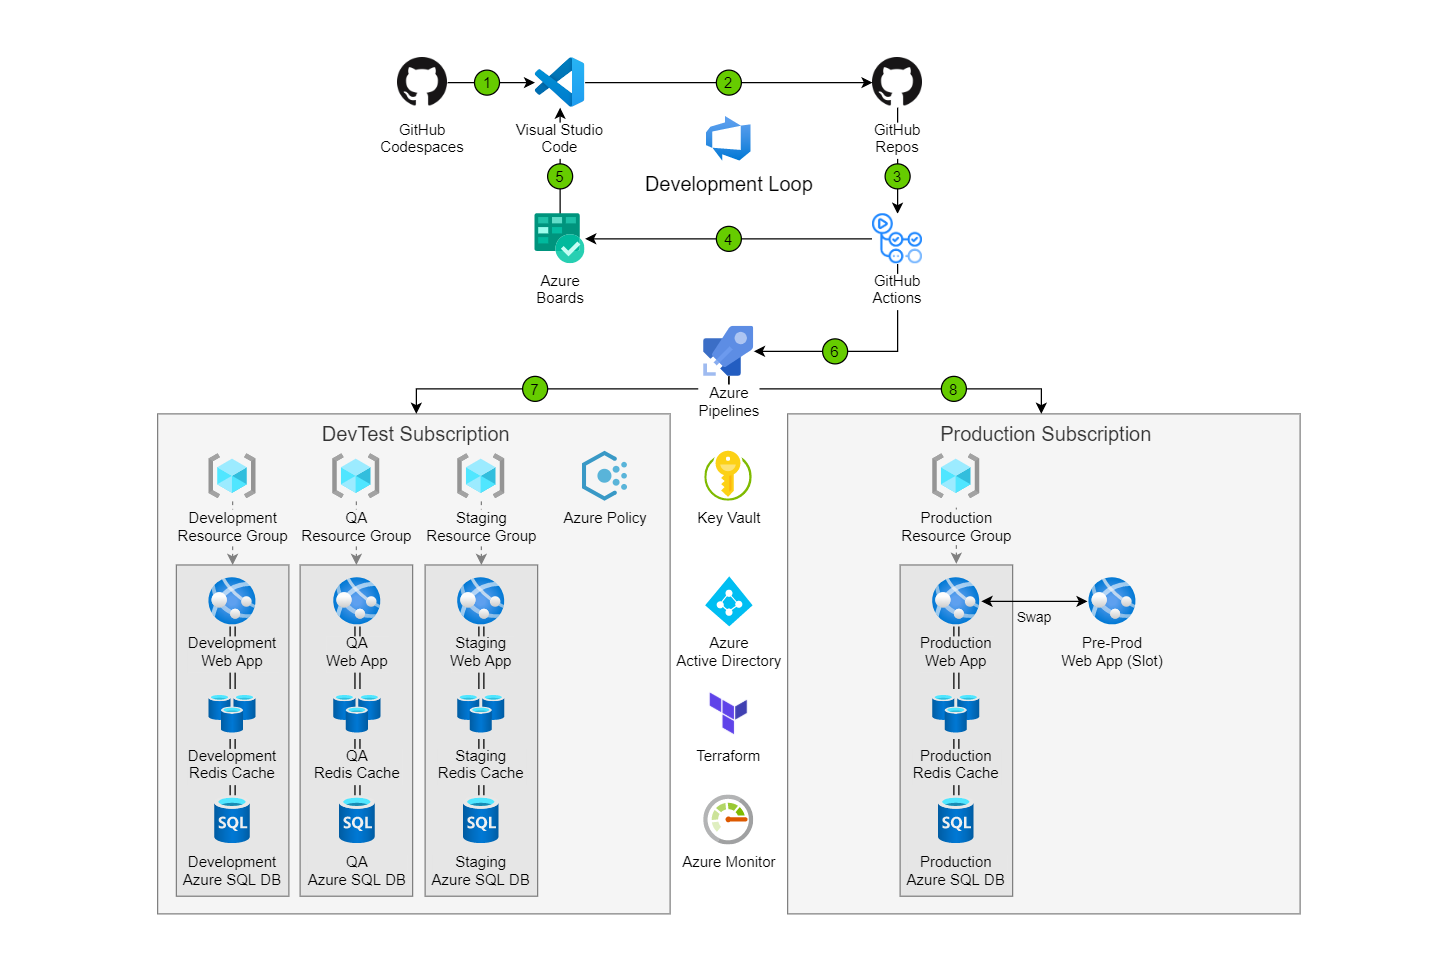 1
2
GitHub
Codespaces
Visual Studio
Code
GitHub
Repos
5
Development Loop
3
4
Azure
Boards
GitHub
Actions
6
7
Azure
Pipelines
8
DevTest Subscription
Production Subscription
Development
Resource Group
QA
Resource Group
Staging
Resource Group
Azure Policy
Key Vault
Production
Resource Group
Development
Web App
QA
Web App
Staging
Web App
Azure
Active Directory
Production
Web App
Swap
Pre-Prod
Web App (Slot)
Development
Redis Cache
QA
Redis Cache
Staging
Redis Cache
Terraform
Production
Redis Cache
SQL
SQL
SQL
SQL
Development
Azure SQL DB
QA
Azure SQL DB
Staging
Azure SQL DB
Azure Monitor
Production
Azure SQL DB